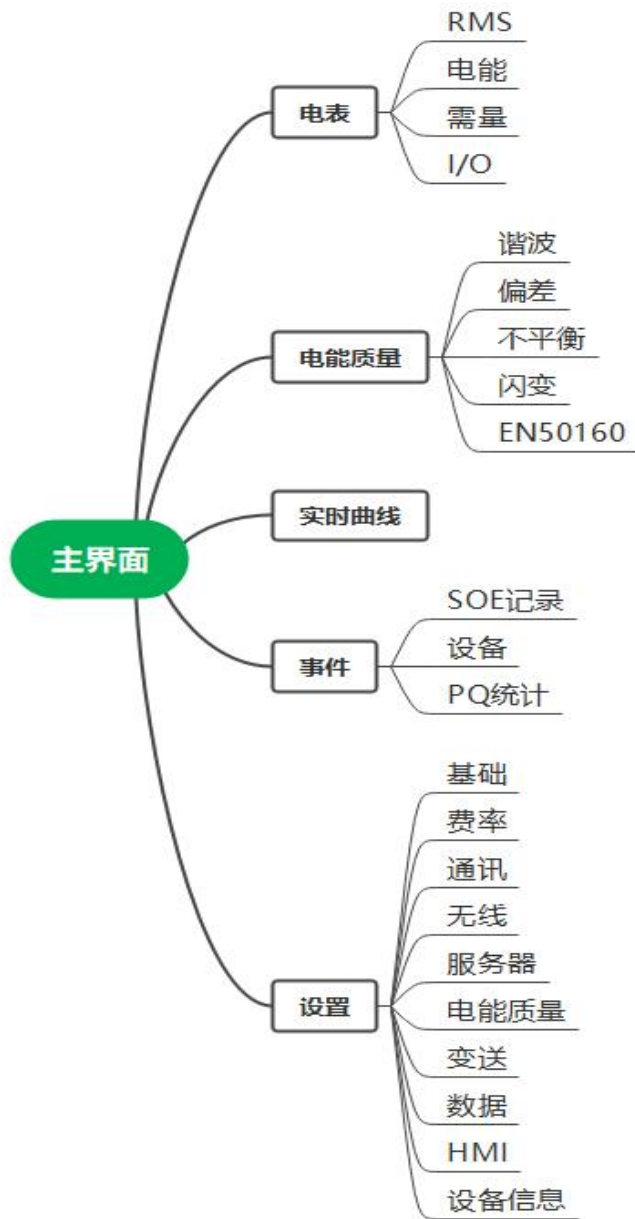 主界面
电表
RMS
电能
需量
I/O
电能质量
谐波
偏差
不平衡
闪变
EN50160
实时曲线
事件
SOE记录
设备
PQ统计
设置
基础
费率
通讯
无线
服务器
电能质量
变送
数据
HMI
设备信息